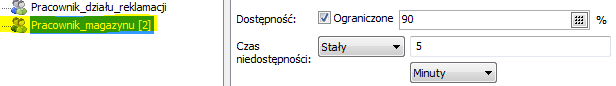 Pracownik_działu_reklamacji
Pracownik_magazynu [2]
Dostępność: Ograniczone 90 %
Czas niedostępności: Stały 5
Minuty